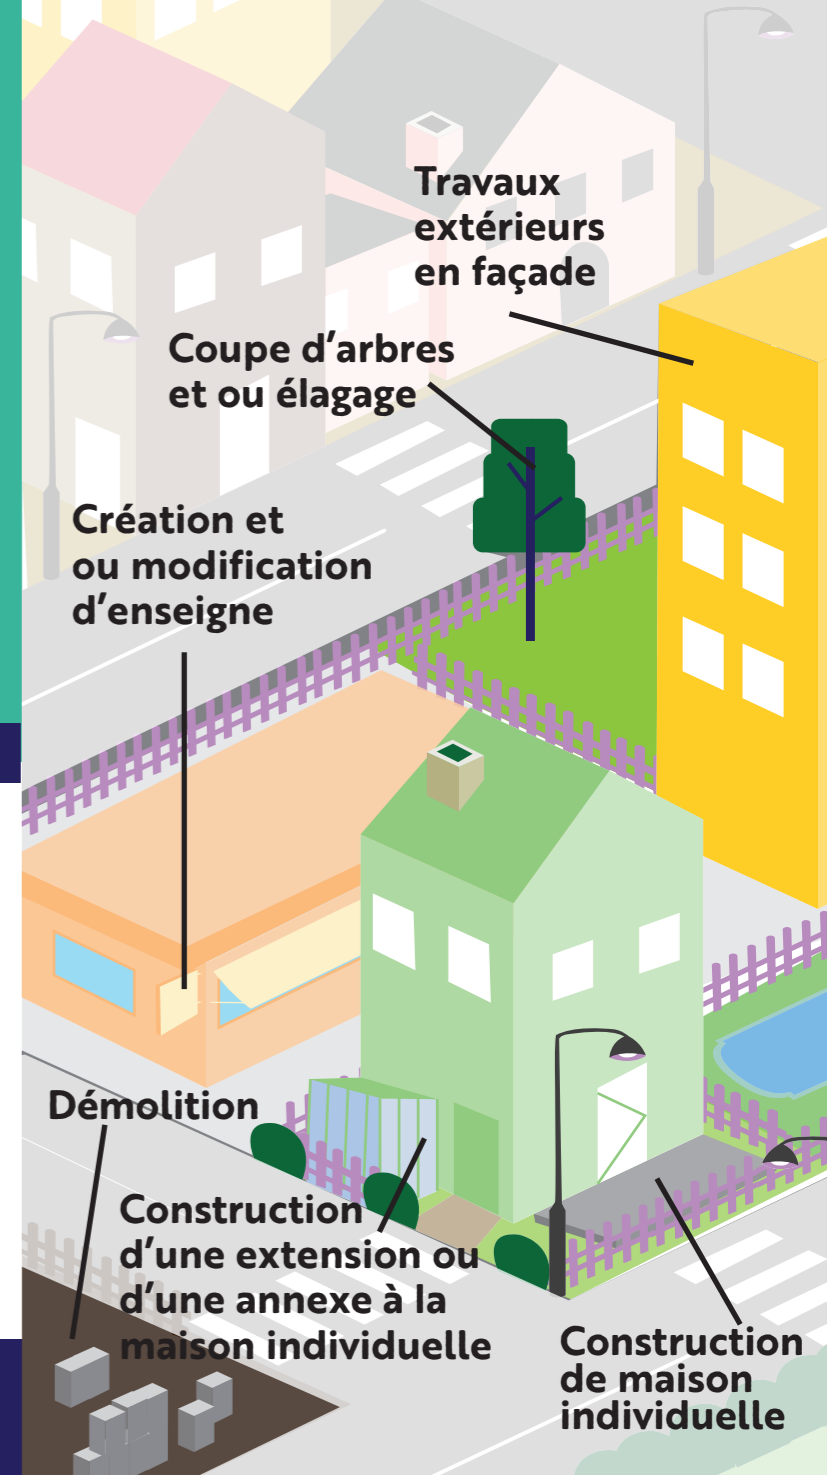 Travaux
extérieurs
en façade
Coupe d’arbres
et ou élagage
Création et
ou modification
d’enseigne
Démolition
Construction
d’une extension ou
d’une annexe à la
maison individuelle
Construction
de maison
individuelle